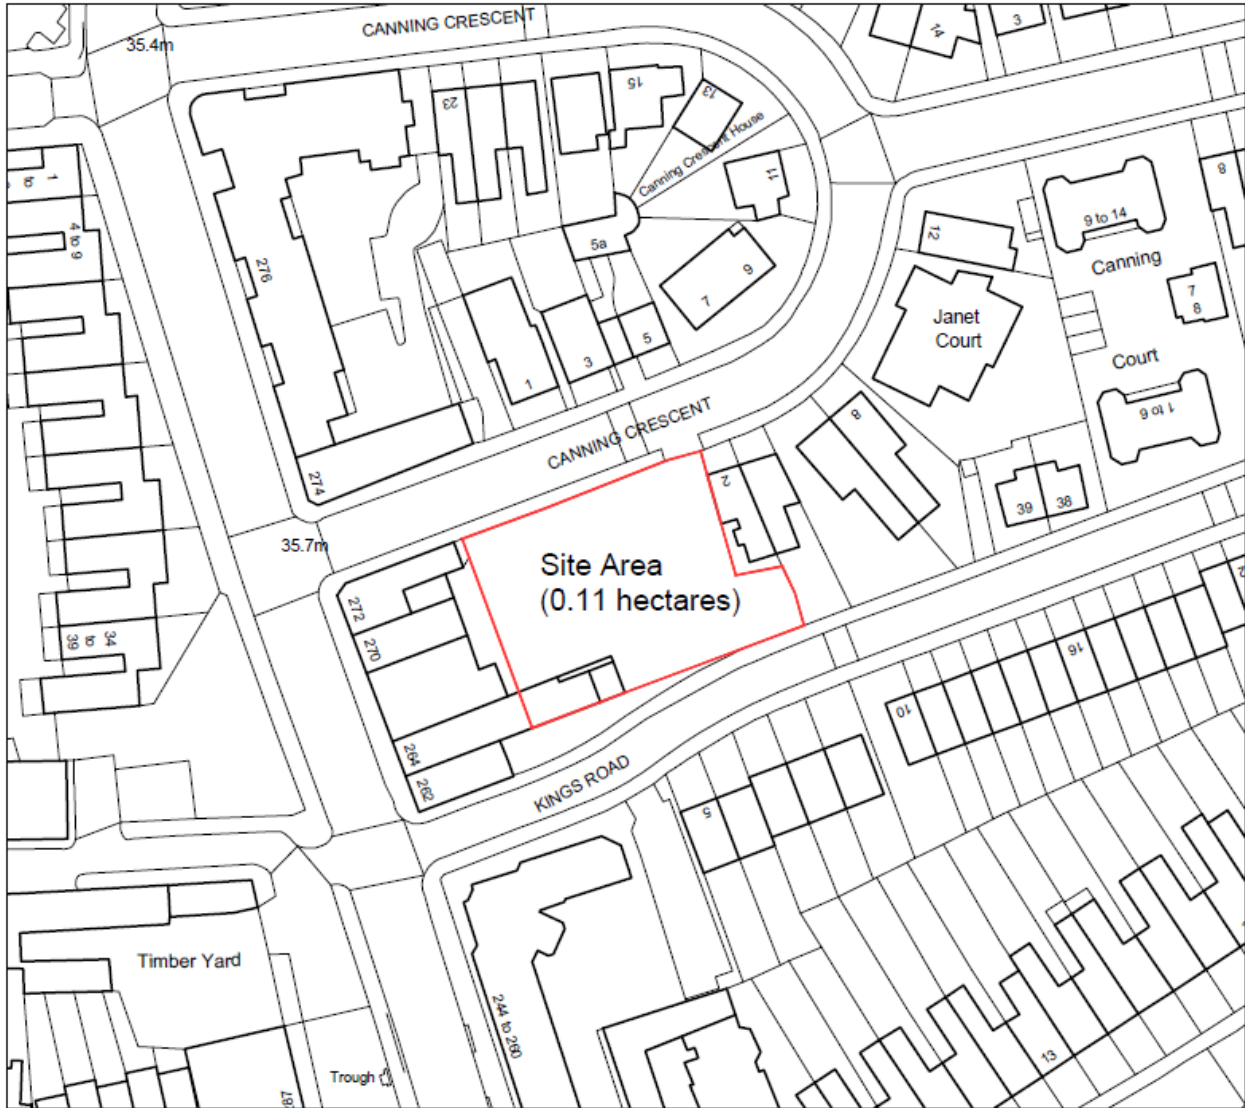 CANNING CRESCENT
35.4m
14
3
15
23
13
Canning Crescent House
11
1
to
4 to 9
8
9 to 14
12
5a
276
Canning
9
7
7
8
Janet
Court
5
3
1
Court
1 to 6
CANNING CRESCENT
8
274
2
39
38
35.7m
Site Area
(0.11 hectares)
272
270
34
to
39
16
10
264
262
KINGS ROAD
5
Timber Yard
244 to 260
13
Trough